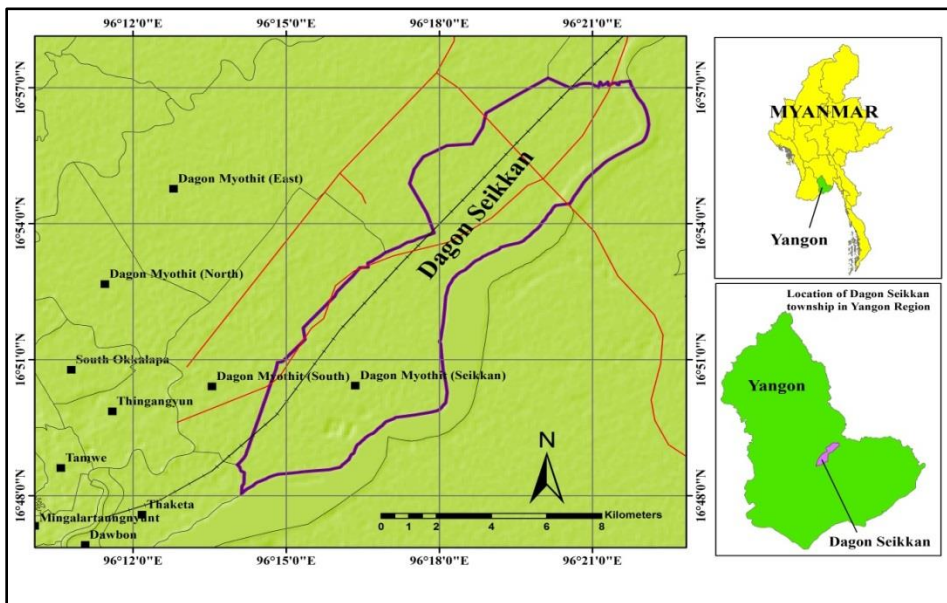 96°12'0"E 96°15'0"E 96°18'0"E 96°21'0"E
16°57'0"N 16°57'0"N
Dagon Myothit (East)
Dagon Seikkan
16°54'0"N 16°54'0"N
Dagon Myothit (North)
16°51'0"N 16°51'0"N
South Okkalapa
Dagon Myothit (South) Dagon Myothit (Seikkan)
Thingangyun
Tamwe
N
16°48'0"N 16°48'0"N
Thaketa
Mingalartaungnyunt
Dawbon
Kilometers
0 1 2 4 6 8
96°12'0"E 96°15'0"E 96°18'0"E 96°21'0"E
MYANMAR
Yangon
Location of Dagon Seikkan
township in Yangon Region
Yangon
Dagon Seikkan